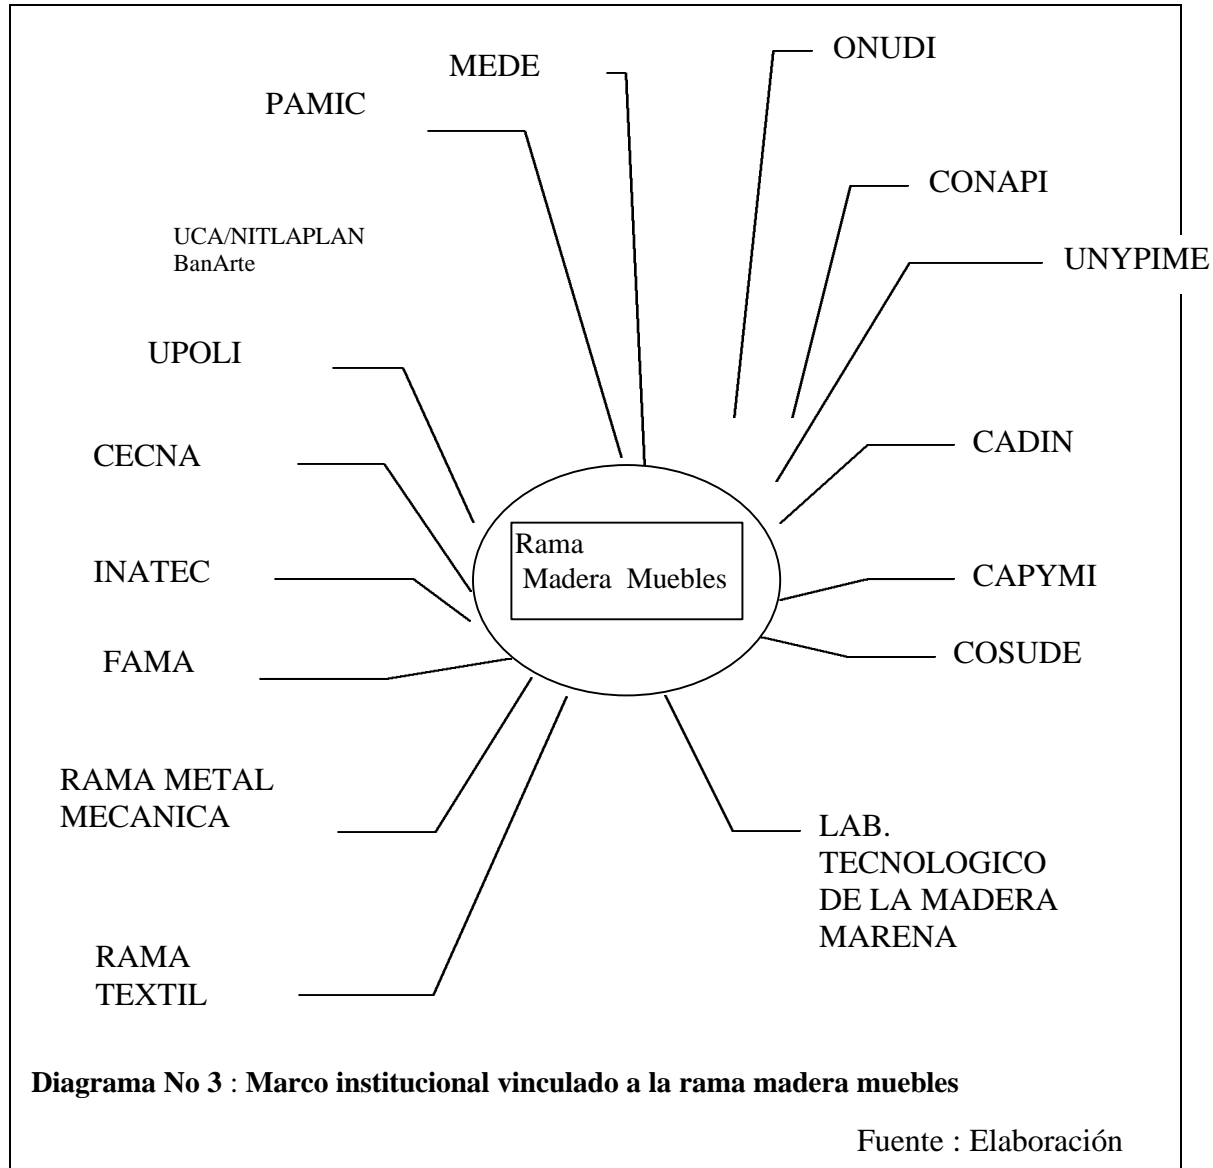 ONUDI
MEDE
PAMIC
CONAPI
UCA/NITLAPLAN
BanArte
UNYPIME
UPOLI
CECNA
CADIN
Rama
Madera Muebles
INATEC
CAPYMI
FAMA
COSUDE
RAMA METAL
MECANICA
LAB.
TECNOLOGICO
DE LA MADERA
MARENA
RAMA
TEXTIL
Diagrama No 3 : Marco institucional vinculado a la rama madera muebles
Fuente : Elaboración